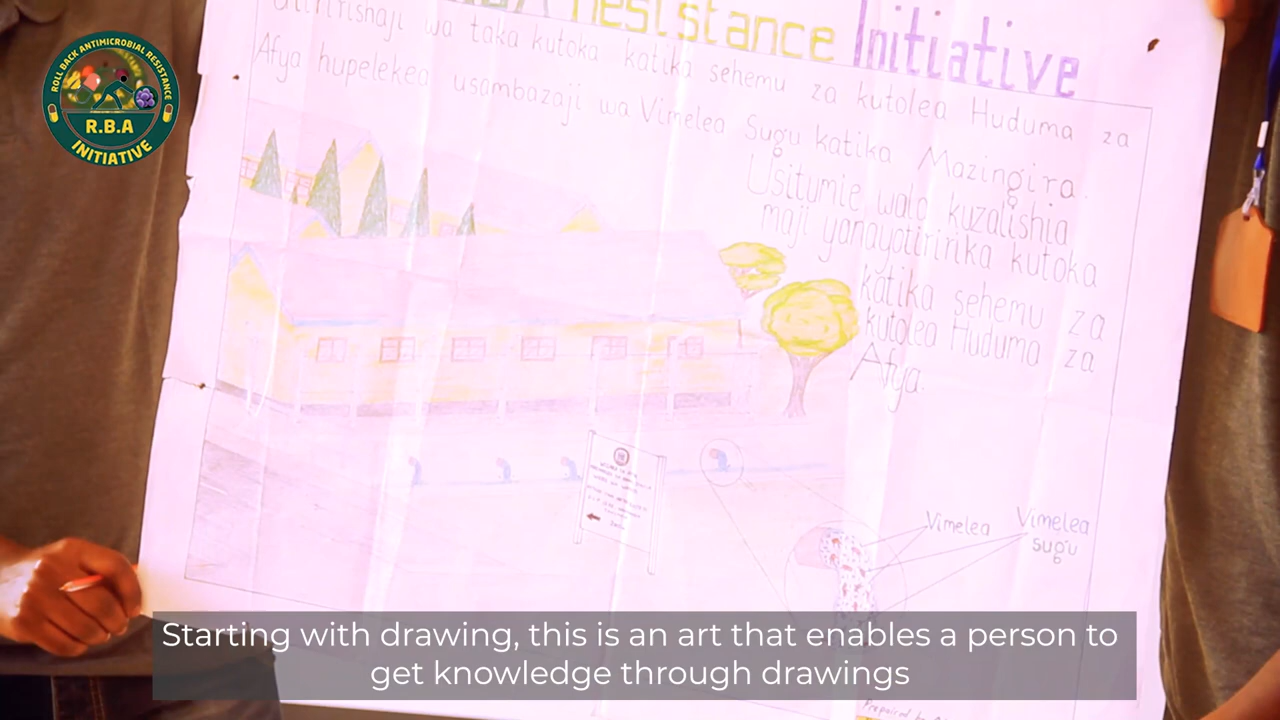 ROLL BACK ANTIMICROBIAL RESISTANCE
R.B.A
INITIATIVE
Resistance Initiative
wa taka kutoka katika sehemu za kutolea Huduma za
Afya hupelekea usambazaji wa Vimelea Sugu katika Mazingira.
Usitumie kuzalishia
maji yanayotiririka kutoka
katika sehemu za
kutolea Huduma za
Afya.
Vimelea
Vimelea
sugu
Starting with drawing, this is an art that enables a person to
get knowledge through drawings
Prepared by